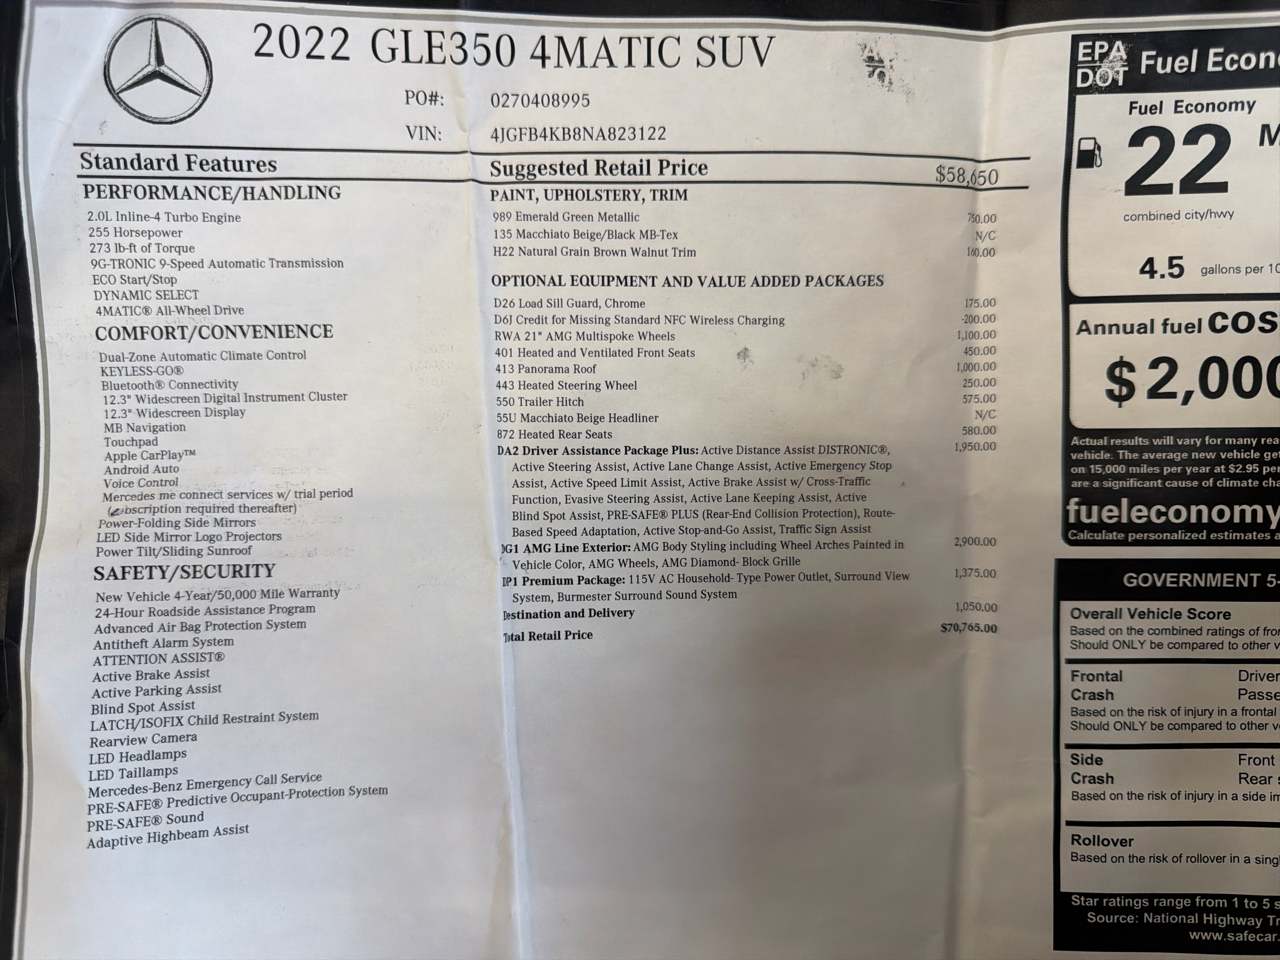 2022 GLE350 4MATIC SUV
PO#: 0270408995
VIN: 4JGFB4KB8NA823122
Standard Features
PERFORMANCE/HANDLING
2.0L Inline-4 Turbo Engine
255 Horsepower
273 lb-ft of Torque
9G-TRONIC 9-Speed Automatic Transmission
ECO Start/Stop
DYNAMIC SELECT
4MATIC® All-Wheel Drive
COMFORT/CONVENIENCE
Dual-Zone Automatic Climate Control
KEYLESS-GO®
Bluetooth® Connectivity
12.3" Widescreen Digital Instrument Cluster
12.3" Widescreen Display
MB Navigation
Touchpad
Apple CarPlay™
Android Auto
Voice Control
Mercedes me connect services w/ trial period
required thereafter)
Power-Folding Side Mirrors
LED Side Mirror Logo Projectors
Power Tilt/Sliding Sunroof
SAFETY/SECURITY
New Vehicle 4-Year/50,000 Mile Warranty
24-Hour Roadside Assistance Program
Advanced Air Bag Protection System
Antitheft Alarm System
ATTENTION ASSIST®
Active Brake Assist
Active Parking Assist
Blind Spot Assist
LATCH/ISOFIX Child Restraint System
Rearview Camera
LED Headlamps
LED Taillamps
Mercedes-Benz Emergency Call Service
PRE-SAFE® Predictive Occupant-Protection System
PRE-SAFE® Sound
Adaptive Highbeam Assist
Suggested Retail Price $58,650
PAINT, UPHOLSTERY, TRIM
989 Emerald Green Metallic 750.00
135 Macchiato Beige/Black MB-Tex N/C
H22 Natural Grain Brown Walnut Trim 160.00
OPTIONAL EQUIPMENT AND VALUE ADDED PACKAGES
D26 Load Sill Guard, Chrome 175.00
D6J Credit for Missing Standard NFC Wireless Charging -200.00
RWA 21" AMG Multispoke Wheels 1,100.00
401 Heated and Ventilated Front Seats 450.00
413 Panorama Roof 1,000.00
443 Heated Steering Wheel 250.00
550 Trailer Hitch 575.00
55U Macchiato Beige Headliner N/C
872 Heated Rear Seats 580.00
DA2 Driver Assistance Package Plus: Active Distance Assist DISTRONIC®, 1,950.00
Active Steering Assist, Active Lane Change Assist, Active Emergency Stop
Assist, Active Speed Limit Assist, Active Brake Assist w/ Cross-Traffic
Function, Evasive Steering Assist, Active Lane Keeping Assist, Active
Blind Spot Assist, PRE-SAFE® PLUS (Rear-End Collision Protection), Route-
Based Speed Adaptation, Active Stop-and-Go Assist, Traffic Sign Assist
DG1 AMG Line Exterior: AMG Body Styling including Wheel Arches Painted in 2,900.00
Vehicle Color, AMG Wheels, AMG Diamond- Block Grille
DP1 Premium Package: 115V AC Household- Type Power Outlet, Surround View 1,375.00
System, Burmester Surround Sound System
Destination and Delivery 1,050.00
Total Retail Price $70,765.00
EPA
DOT Fuel Econ
Fuel Economy
22 M
combined city/hwy
4.5 gallons per 10
Annual fuel cos
$2,000
Actual results will vary for many rea
vehicle. The average new vehicle get
on 15,000 miles per year at $2.95 per
are a significant cause of climate cha
fueleconomy
Calculate personalized estimates a
GOVERNMENT 5-
Overall Vehicle Score
Based on the combined ratings of fron
Should ONLY be compared to other v
Frontal Driver
Crash Passe
Based on the risk of injury in a frontal
Should ONLY be compared to other ve
Side Front
Crash Rear s
Based on the risk of injury in a side im
Rollover
Based on the risk of rollover in a sing
Star ratings range from 1 to 5 s
Source: National Highway Tr
www.safecar.